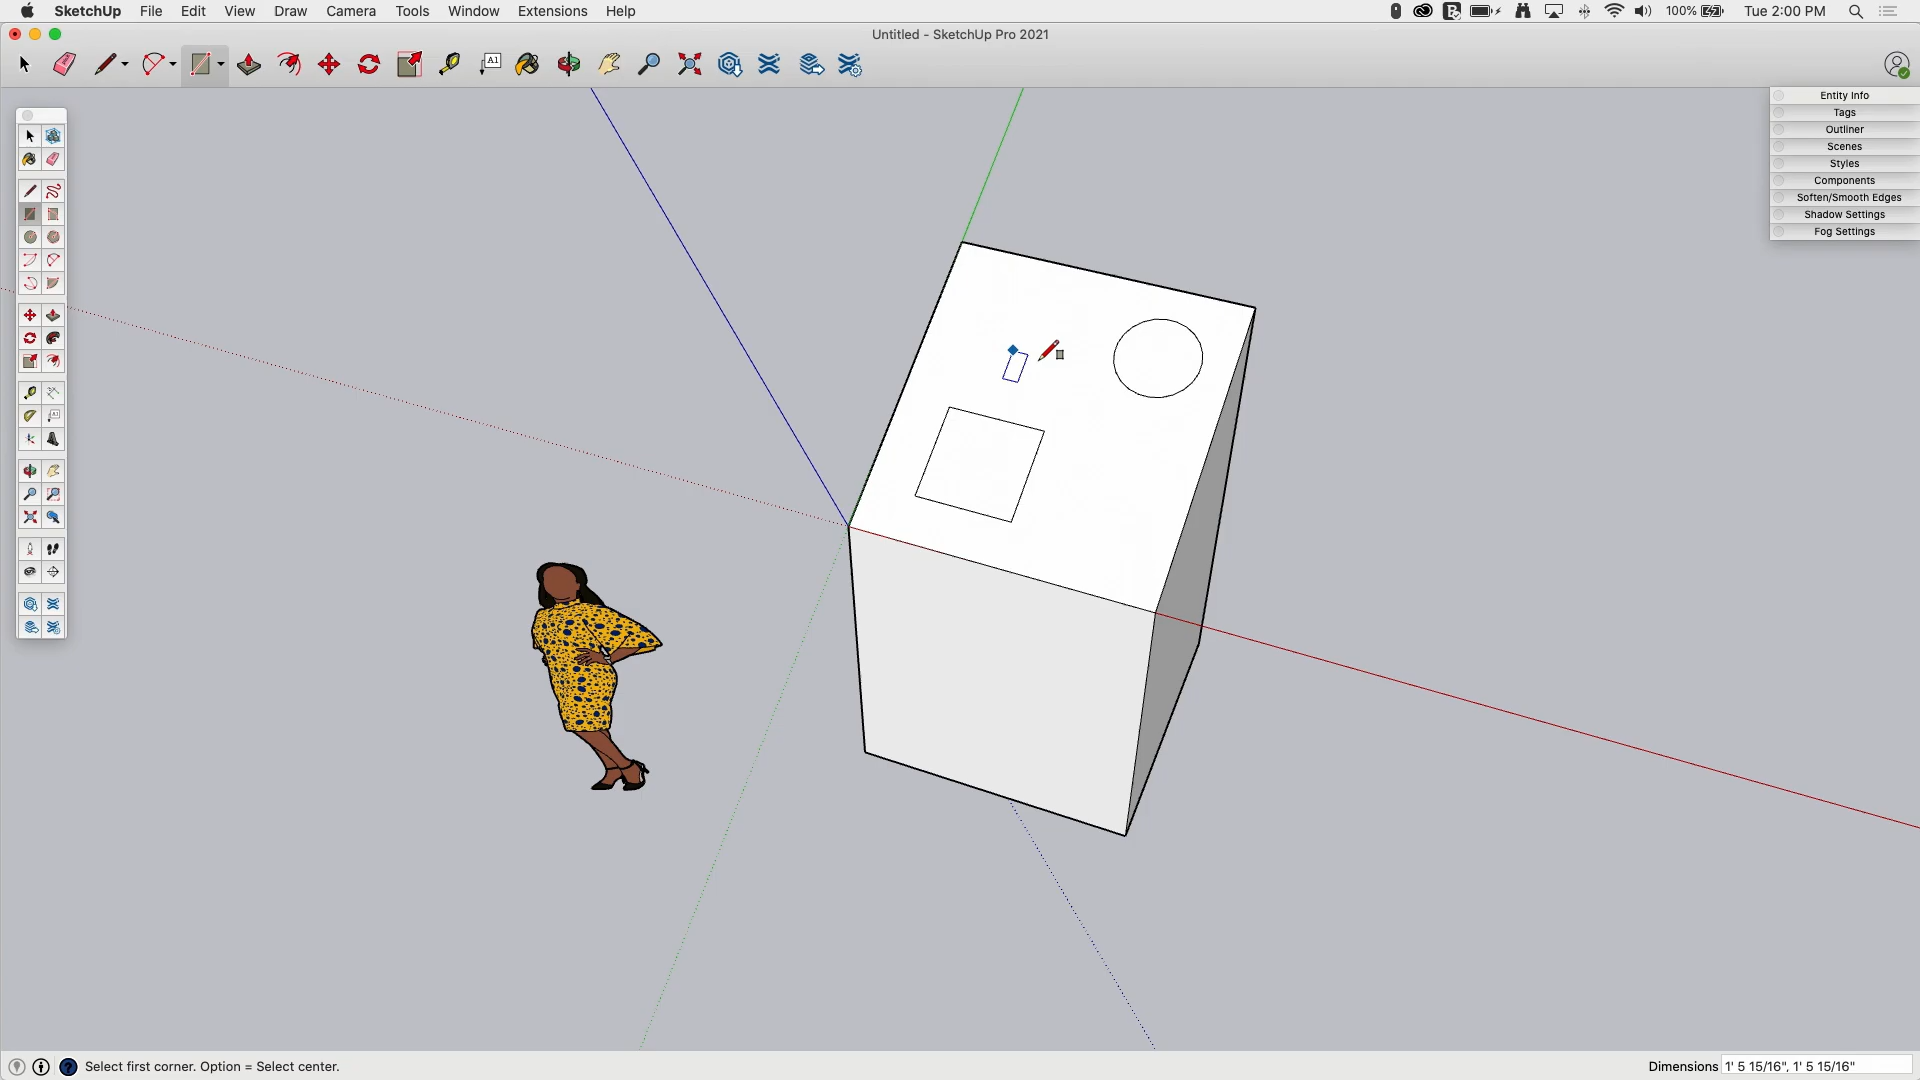 SketchUp File Edit View Draw Camera Tools Window Extensions Help 100% Tue 2:00 PM
Untitled - SketchUp Pro 2021
A1
Entity Info
Tags
Outliner
Scenes
Styles
Components
Soften/Smooth Edges
Shadow Settings
Fog Settings
A1
Select first corner. Option = Select center. Dimensions 1' 5 15/16", 1' 5 15/16"